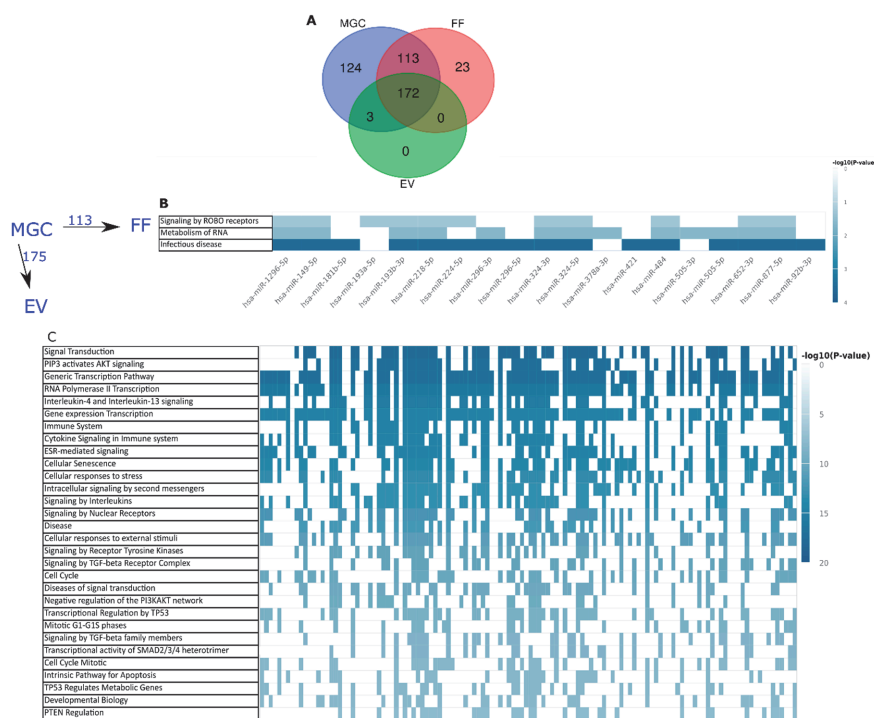 A
MGC
FF
124
113
23
172
3
0
0
EV
-log10(P-value)
0
1
2
3
4
B
MGC
113
FF
175
EV
Signaling by ROBO receptors
Metabolism of RNA
Infectious disease
hsa-miR-1296-5p
hsa-miR-149-5p
hsa-miR-181b-5p
hsa-miR-193a-5p
hsa-miR-193b-3p
hsa-miR-218-5p
hsa-miR-224-5p
hsa-miR-296-3p
hsa-miR-296-5p
hsa-miR-324-3p
hsa-miR-324-5p
hsa-miR-378a-3p
hsa-miR-421
hsa-miR-484
hsa-miR-505-3p
hsa-miR-505-5p
hsa-miR-652-3p
hsa-miR-877-5p
hsa-miR-92b-3p
C
Signal Transduction
PIP3 activates AKT signaling
Generic Transcription Pathway
RNA Polymerase II Transcription
Interleukin-4 and Interleukin-13 signaling
Gene expression Transcription
Immune System
Cytokine Signaling in Immune system
ESR-mediated signaling
Cellular Senescence
Cellular responses to stress
Intracellular signaling by second messengers
Signaling by Interleukins
Signaling by Nuclear Receptors
Disease
Cellular responses to external stimuli
Signaling by Receptor Tyrosine Kinases
Signaling by TGF-beta Receptor Complex
Cell Cycle
Diseases of signal transduction
Negative regulation of the PI3KAKT network
Transcriptional Regulation by TP53
Mitotic G1-G1S phases
Signaling by TGF-beta family members
Transcriptional activity of SMAD2/3/4 heterotrimer
Cell Cycle Mitotic
Intrinsic Pathway for Apoptosis
TP53 Regulates Metabolic Genes
Developmental Biology
PTEN Regulation
-log10(P-value)
0
5
10
15
20